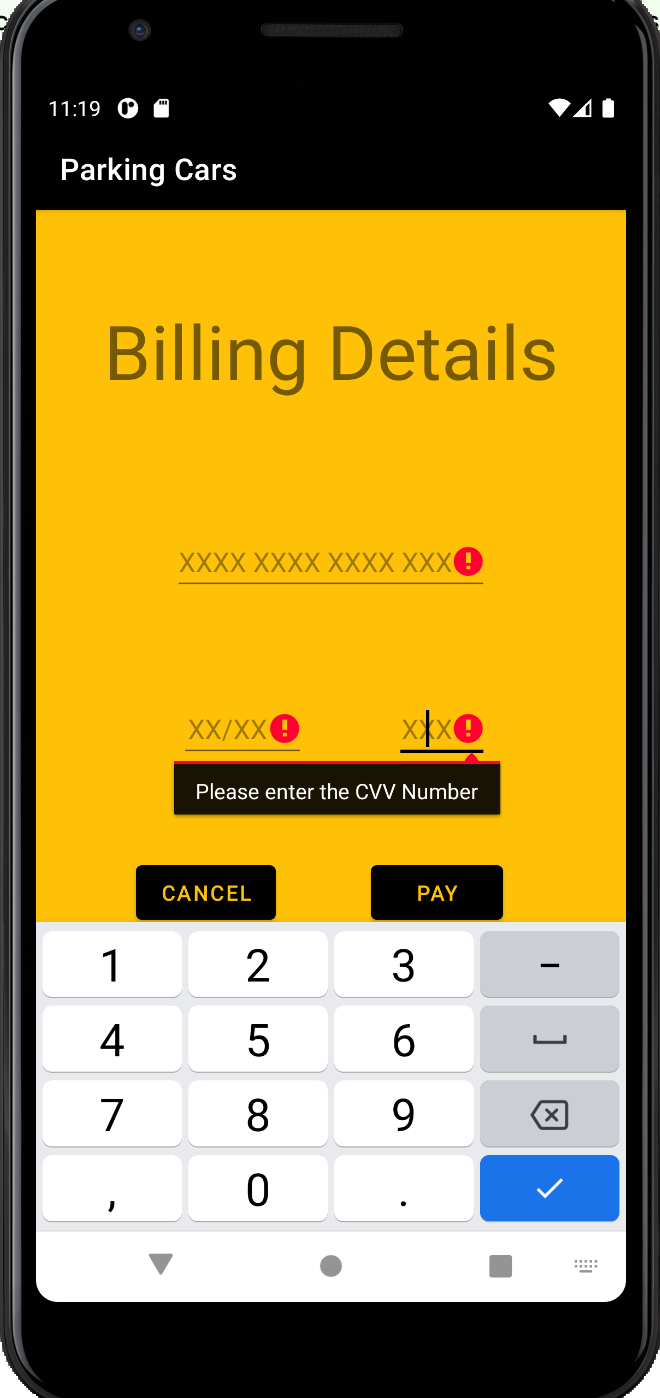 11:19
Parking Cars
Billing Details
XXXX XXXX XXXX XXX
XX/XX XXX
Please enter the CVV Number
CANCEL PAY
1 2 3 –
4 5 6
7 8 9
, 0 .